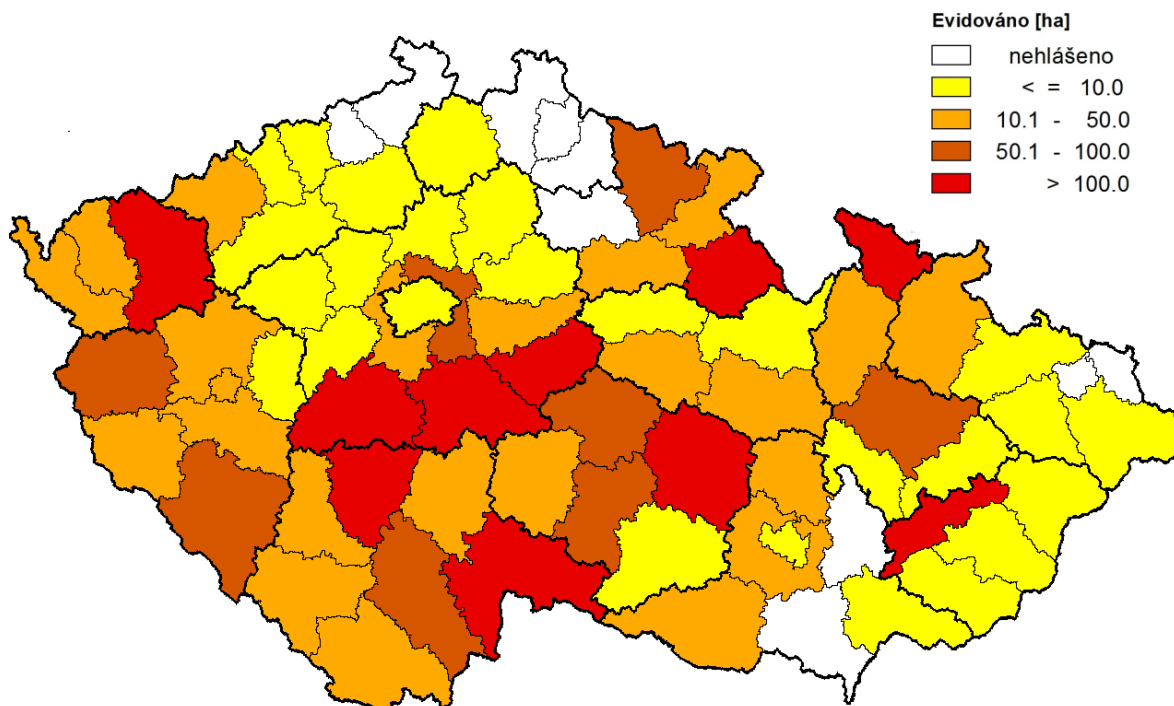 Evidováno [ha]
nehlášeno
< = 10.0
10.1 - 50.0
50.1 - 100.0
> 100.0